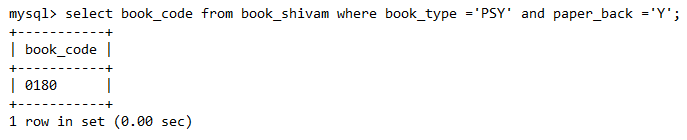 mysql> select book_code from book_shivam where book_type ='PSY' and paper_back ='Y';
+-----------+
| book_code |
+-----------+
| 0180      |
+-----------+
1 row in set (0.00 sec)